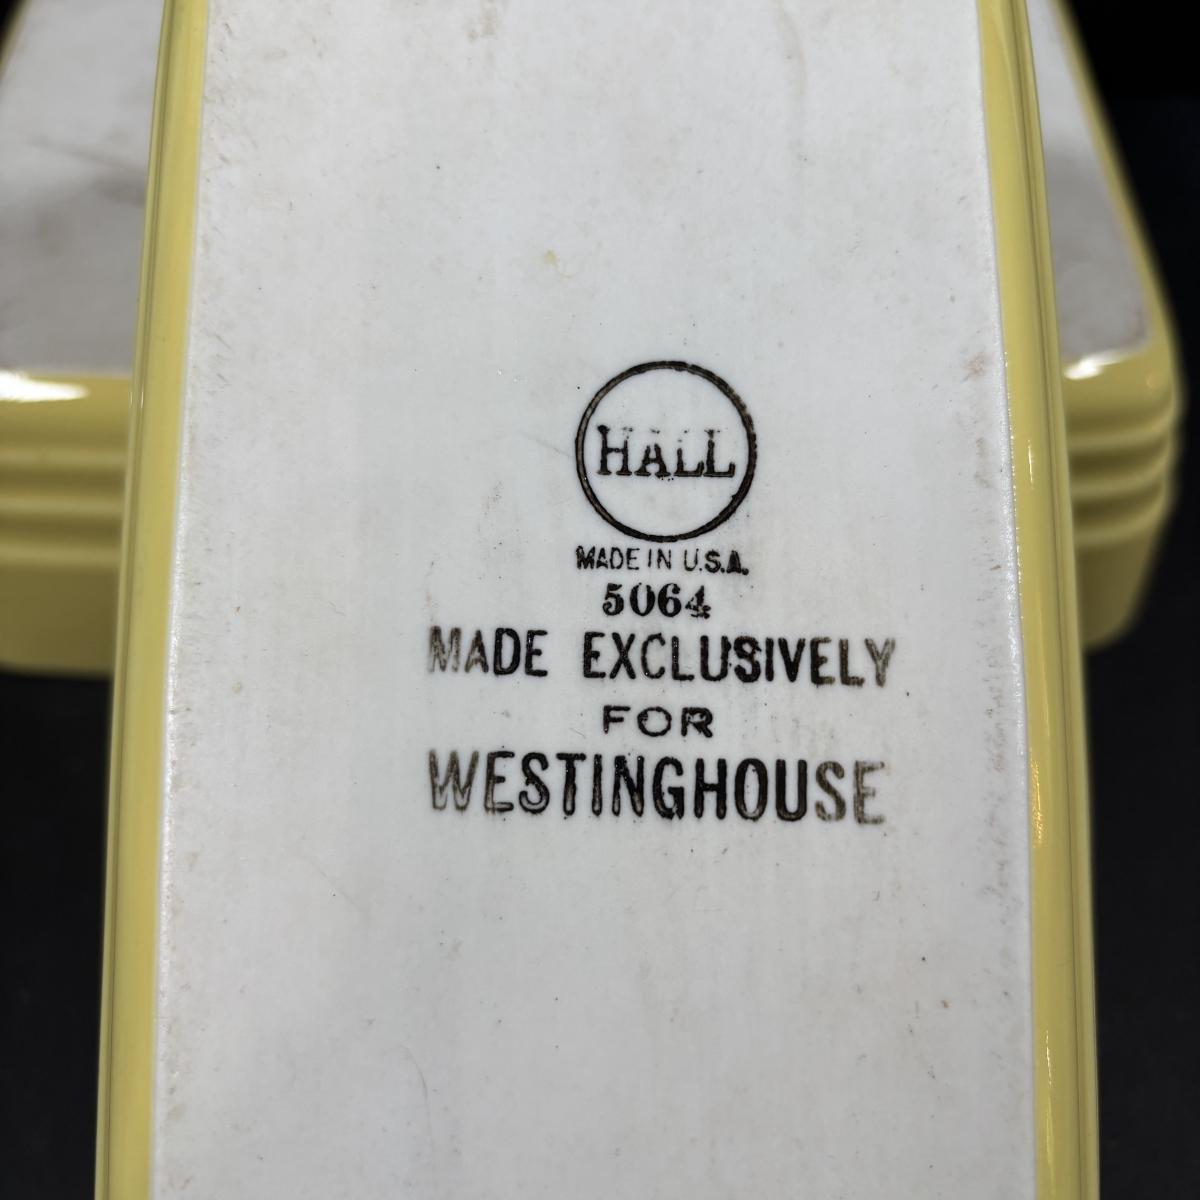 HALL
MADE IN U.S.A.
5064
MADE EXCLUSIVELY
FOR
WESTINGHOUSE